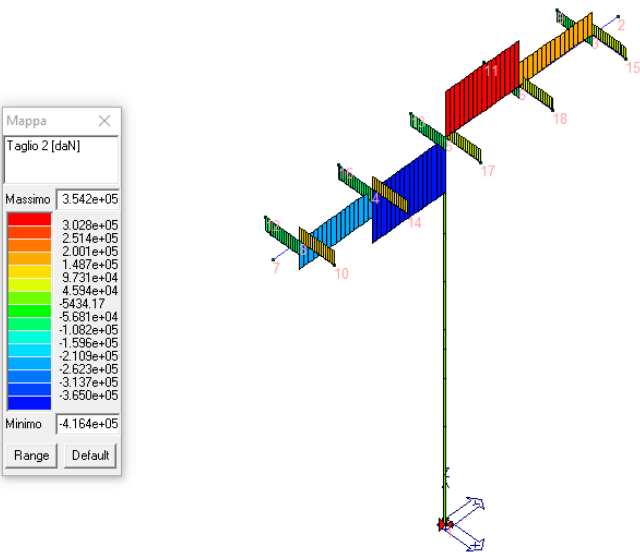 Mappa
Taglio 2 [daN]
Massimo 3.542e+05
3.028e+05
2.514e+05
2.001e+05
1.487e+05
9.731e+04
4.594e+04
-5434.17
-5.681e+04
-1.082e+05
-1.596e+05
-2.109e+05
-2.623e+05
-3.137e+05
-3.650e+05
Minimo -4.164e+05
Range Default
2
15
11
18
17
4
14
7
10